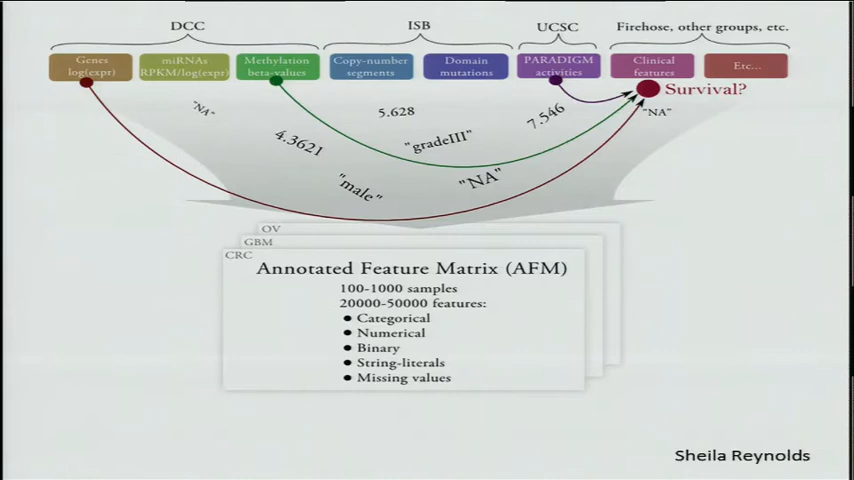 DCC ISB UCSC Firehose, other groups, etc.
Genes log(expr)
miRNAs RPKM/log(expr)
Methylation beta-values
Copy-number segments
Domain mutations
PARADIGM activities
Clinical features
Etc...
Survival?
"NA"
4.3621
5.628
"gradeIII"
7.546
"NA"
"male"
"NA"
OV
GBM
CRC
Annotated Feature Matrix (AFM)
100-1000 samples
20000-50000 features:
● Categorical
● Numerical
● Binary
● String-literals
● Missing values
Sheila Reynolds